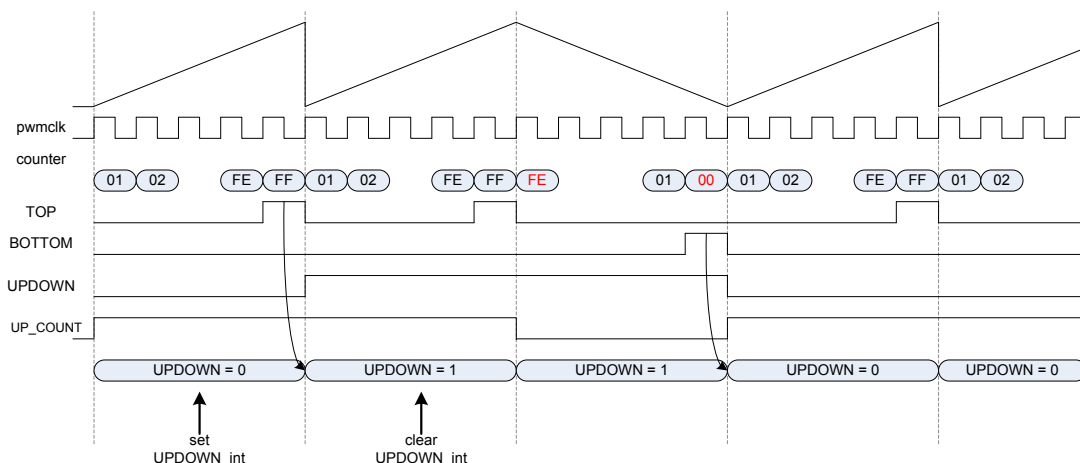 pwmclk
counter
01 02 FE FF 01 02 FE FF FE 01 00 01 02 FE FF 01 02
TOP
BOTTOM
UPDOWN
UP_COUNT
UPDOWN = 0 UPDOWN = 1 UPDOWN = 1 UPDOWN = 0 UPDOWN = 0
set clear
UPDOWN_int UPDOWN_int